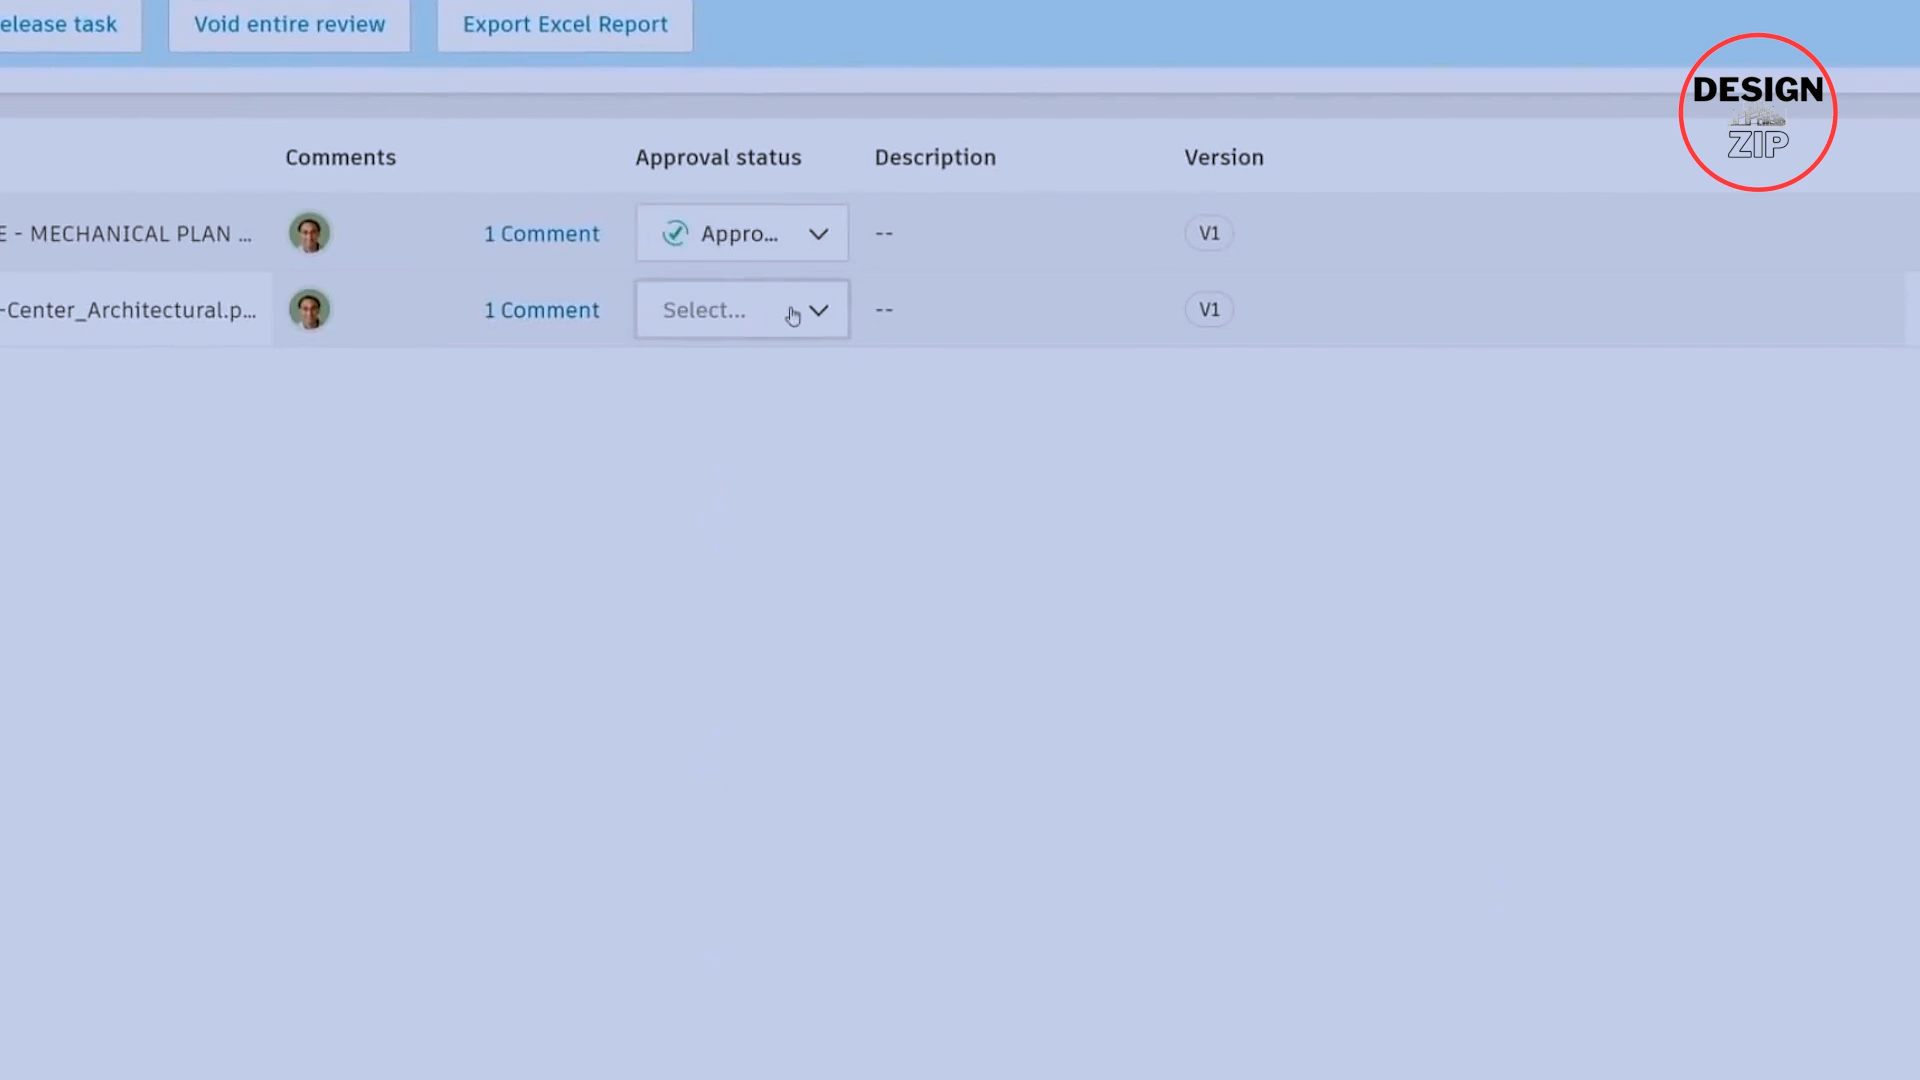 elease task Void entire review Export Excel Report
DESIGN
ZIP
Comments Approval status Description Version
E - MECHANICAL PLAN ... 1 Comment Appro... -- V1
-Center_Architectural.p... 1 Comment Select... -- V1